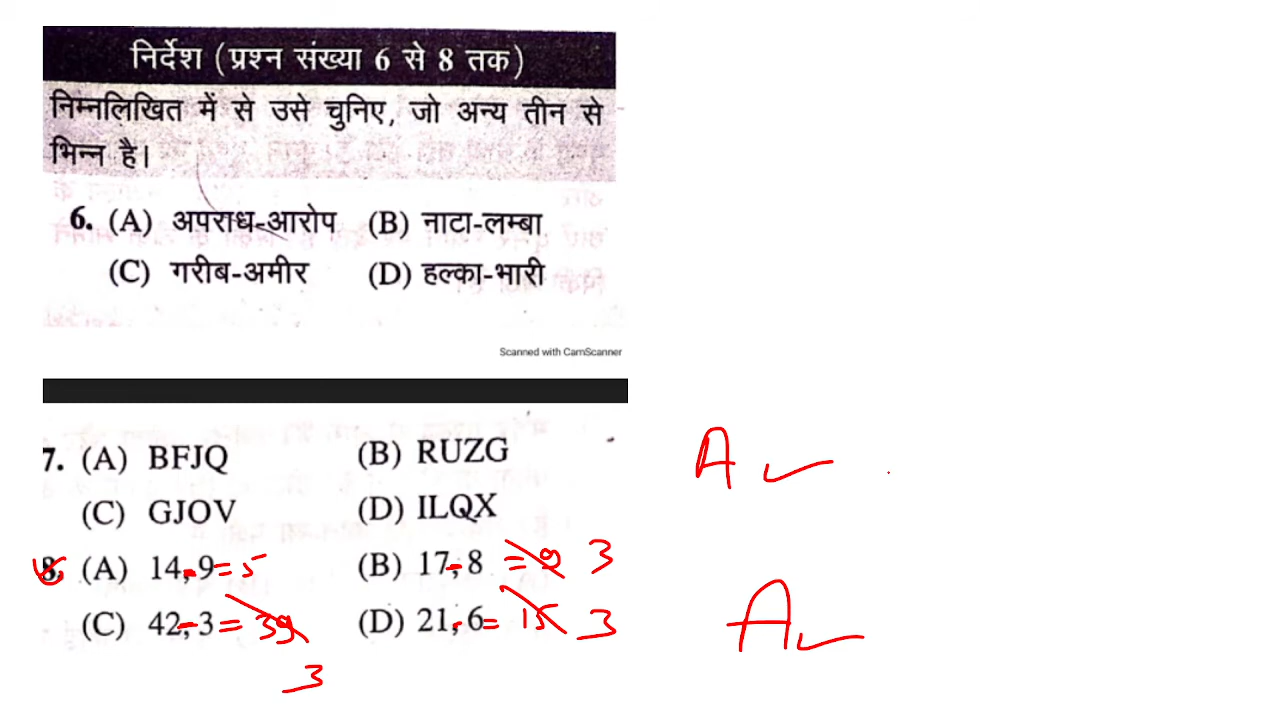 निर्देश (प्रश्न संख्या 6 से 8 तक)
निम्नलिखित में से उसे चुनिए, जो अन्य तीन से
भिन्न है।
6. (A) अपराध-आरोप (B) नाटा-लम्बा
(C) गरीब-अमीर (D) हल्का-भारी
Scanned with CamScanner
7. (A) BFJQ (B) RUZG
A
(C) GJOV (D) ILQX
8. (A) 14, 9 = 5 (B) 17, 8 = 9 3
(C) 42, 3 = 39 (D) 21, 6 = 15 3
A
3